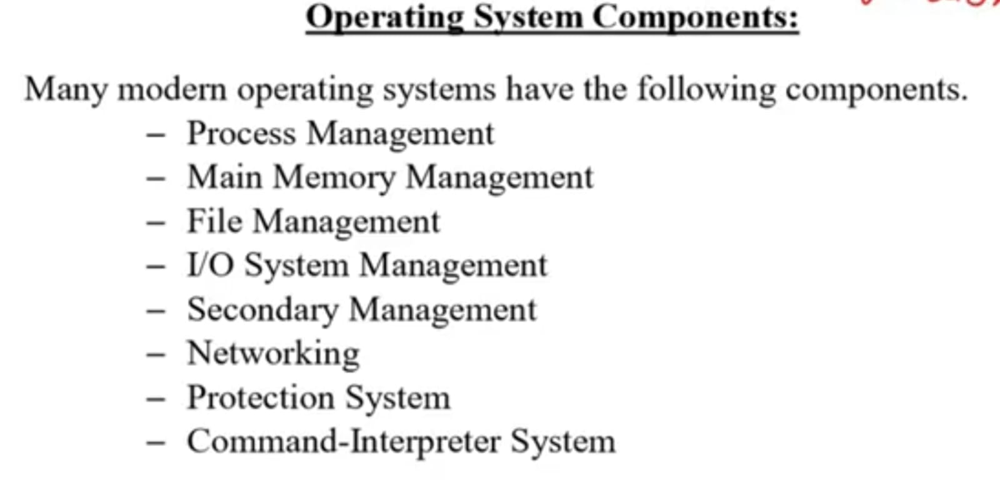 Operating System Components:
Many modern operating systems have the following components.
– Process Management
– Main Memory Management
– File Management
– I/O System Management
– Secondary Management
– Networking
– Protection System
– Command-Interpreter System